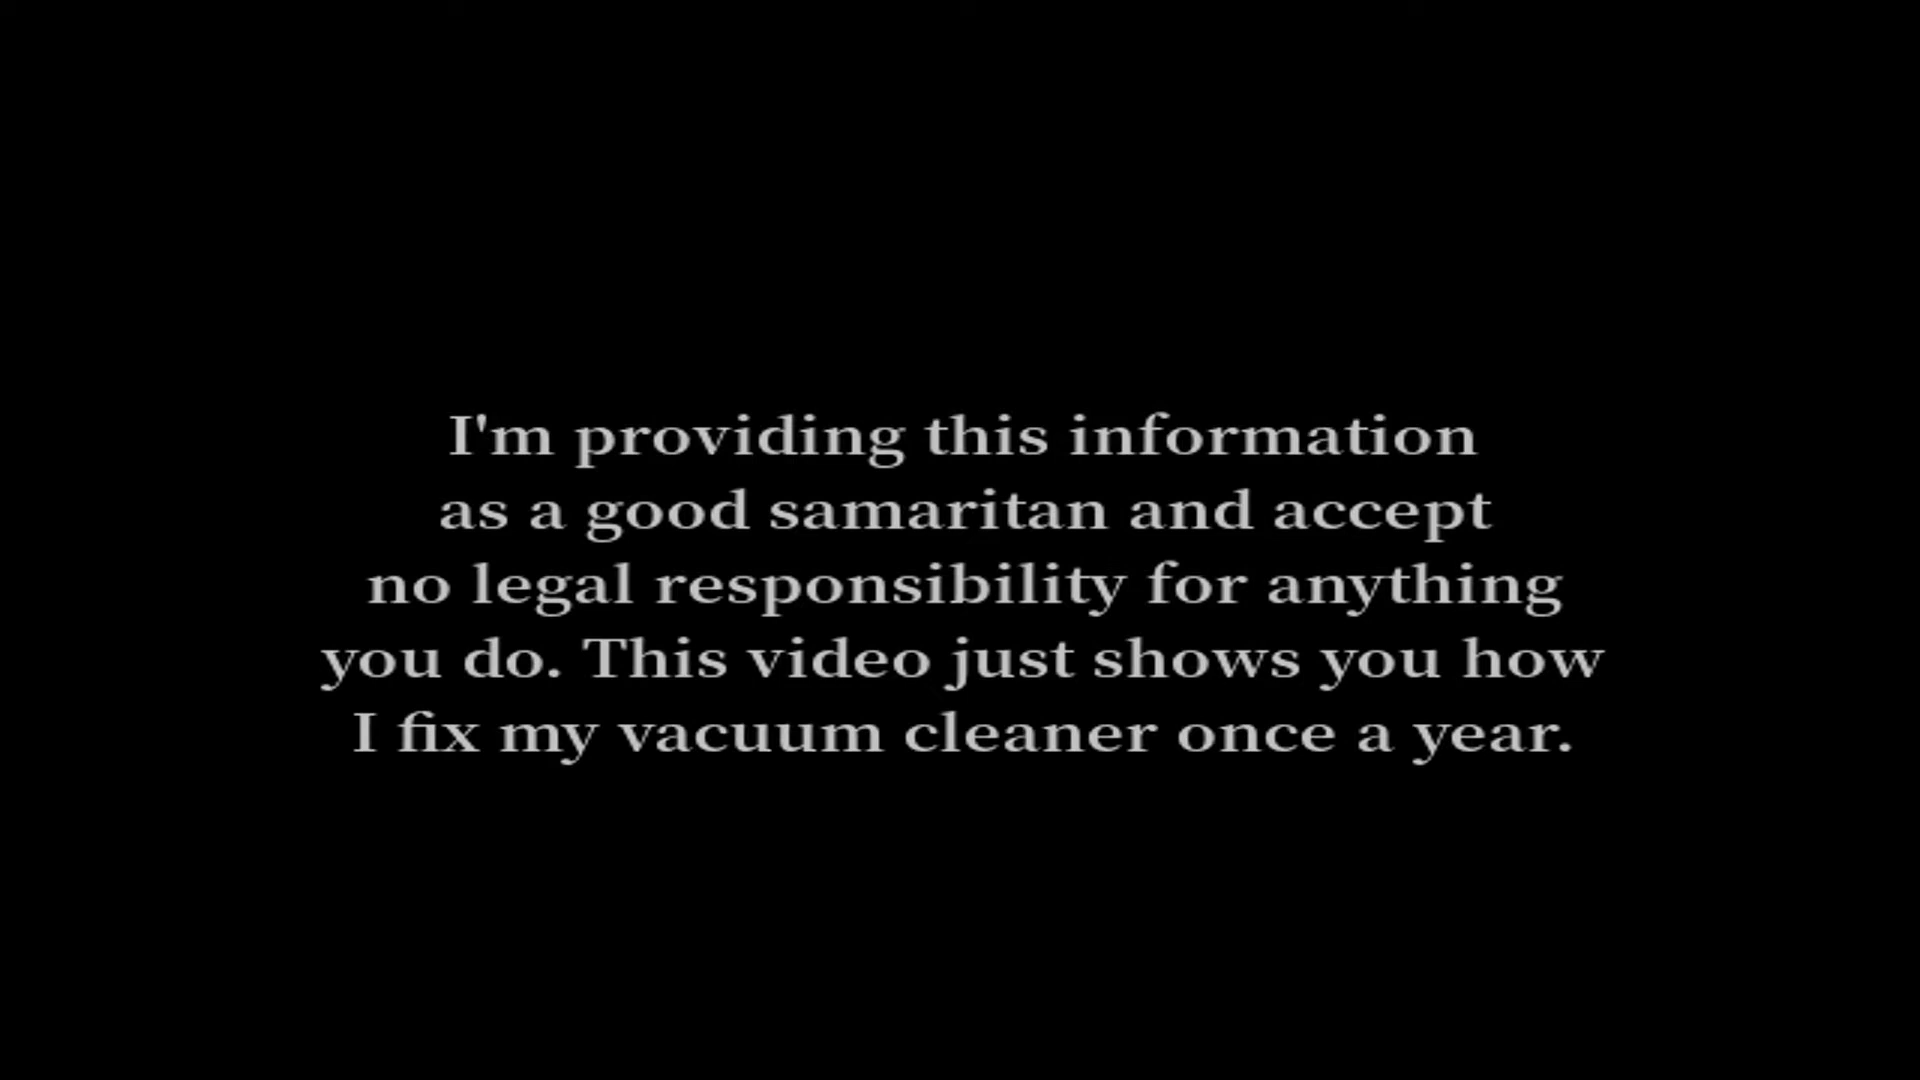 I'm providing this information
as a good samaritan and accept
no legal responsibility for anything
you do. This video just shows you how
I fix my vacuum cleaner once a year.